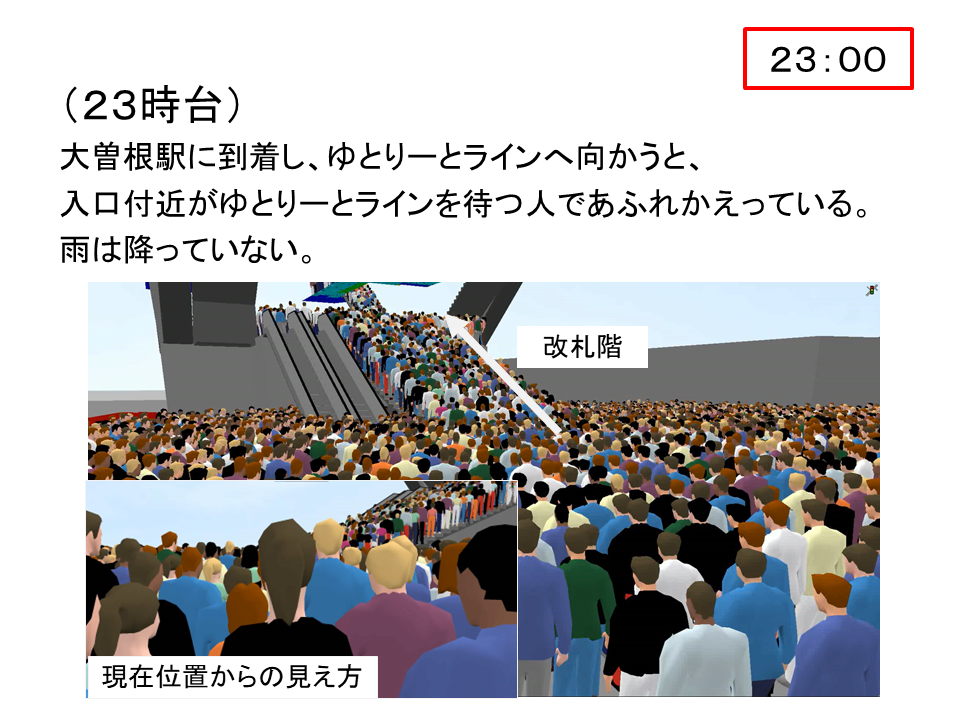 ２３：００
（２３時台）
大曽根駅に到着し、ゆとりーとラインへ向かうと、
入口付近がゆとりーとラインを待つ人であふれかえっている。
雨は降っていない。
改札階
現在位置からの見え方